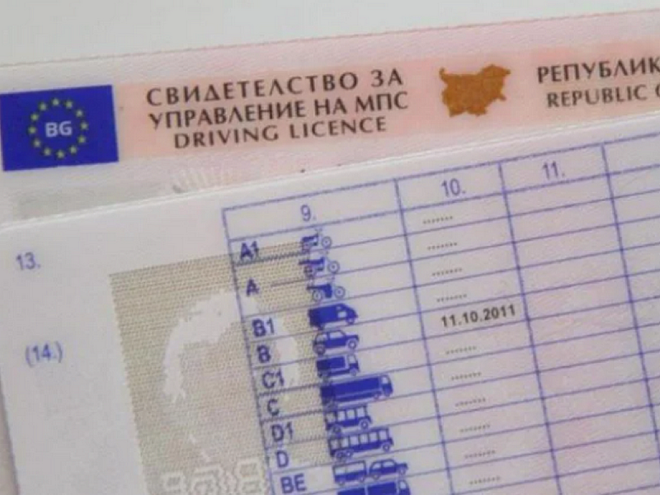 BG
СВИДЕТЕЛСТВО ЗА
УПРАВЛЕНИЕ НА МПС
DRIVING LICENCE
РЕПУБЛИК
REPUBLIC
9.
10.
11.
13.
(14.)
A1
A
B1
11.10.2011
B
C1
C
D1
D
BE